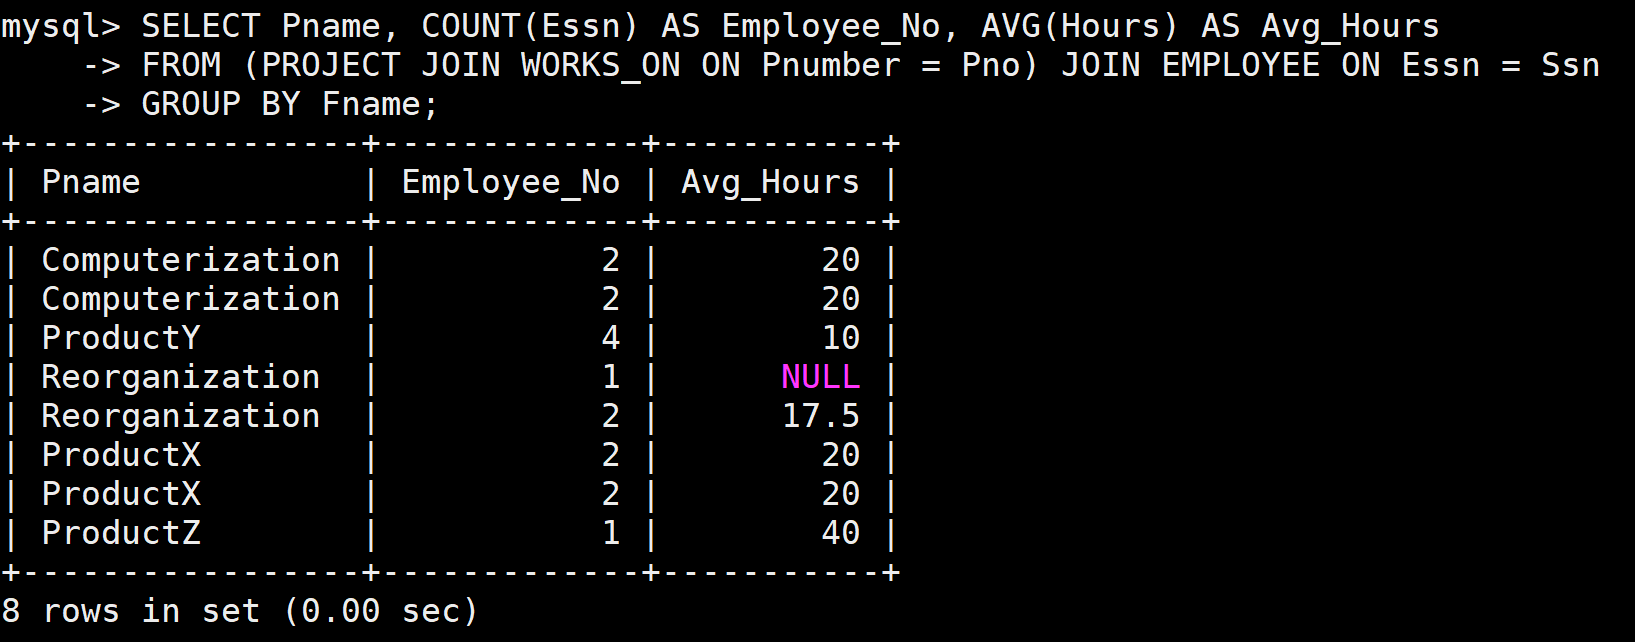 mysql> SELECT Pname, COUNT(Essn) AS Employee_No, AVG(Hours) AS Avg_Hours
    -> FROM (PROJECT JOIN WORKS_ON ON Pnumber = Pno) JOIN EMPLOYEE ON Essn = Ssn
    -> GROUP BY Fname;
+-----------------+-------------+-----------+
| Pname           | Employee_No | Avg_Hours |
+-----------------+-------------+-----------+
| Computerization |           2 |        20 |
| Computerization |           2 |        20 |
| ProductY        |           4 |        10 |
| Reorganization  |           1 |      NULL |
| Reorganization  |           2 |      17.5 |
| ProductX        |           2 |        20 |
| ProductX        |           2 |        20 |
| ProductZ        |           1 |        40 |
+-----------------+-------------+-----------+
8 rows in set (0.00 sec)